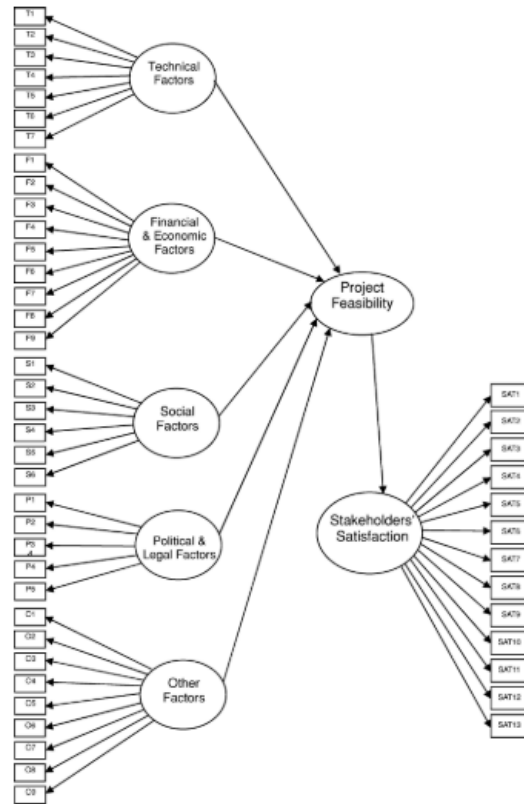 T1
T2
T3
T4
T5
T6
T7
Technical
Factors
F1
F2
F3
F4
F5
F6
F7
F8
F9
Financial
& Economic
Factors
Project
Feasibility
S1
S2
S3
S4
S5
S6
Social
Factors
P1
P2
P3
4
P4
P5
Political &
Legal Factors
O1
O2
O3
O4
O5
O6
O7
O8
O9
Other
Factors
Stakeholders'
Satisfaction
SAT1
SAT2
SAT3
SAT4
SAT5
SAT6
SAT7
SAT8
SAT9
SAT10
SAT11
SAT12
SAT13